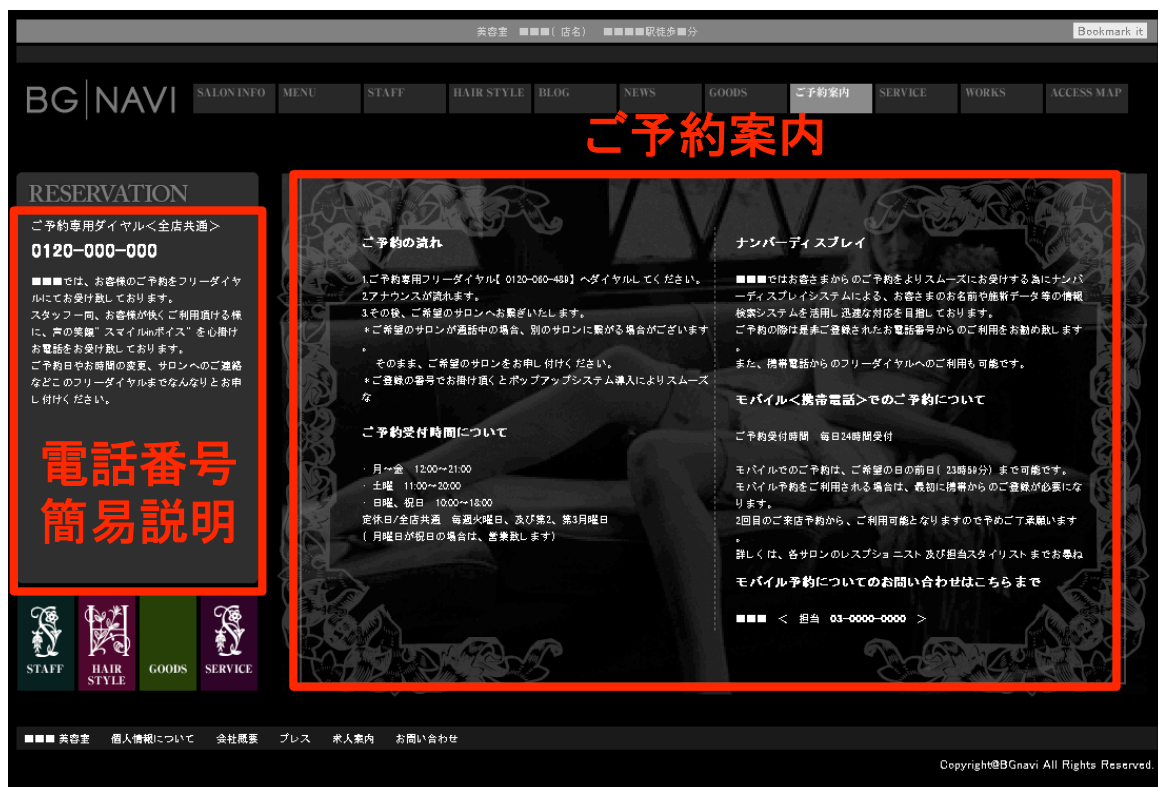 美容室　■■■(店名)　■■■■駅徒歩■分
Bookmark it
BG NAVI
SALON INFO
MENU
STAFF
HAIR STYLE
BLOG
NEWS
GOODS
ご予約案内
SERVICE
WORKS
ACCESS MAP
ご予約案内
RESERVATION
ご予約専用ダイヤル＜全店共通＞
0120-000-000
■■■では、お客様のご予約をフリーダイヤ
ルにてお受け致しております。
スタッフ一同、お客様が快くご利用頂ける様
に、声の笑顔"スマイルinボイス"を心掛け
お電話をお受け致しております。
ご予約日やお時間の変更、サロンへのご連絡
などこのフリーダイヤルまでなんなりとお申
し付けください。
電話番号
簡易説明
ご予約の流れ
1.ご予約専用フリーダイヤル【 0120-060-489】へダイヤルしてください。
2アナウンスが流れます。
3.その後、ご希望のサロンへお繋ぎいたします。
*ご希望のサロンが通話中の場合、別のサロンに繋がる場合がございます
。
そのまま、ご希望のサロンをお申し付けください。
*ご登録の番号でお掛け頂くとポップアップシステム導入によりスムーズ
な
ご予約受付時間について
・月～金　12:00～21:00
・土曜　11:00～20:00
・日曜、祝日　10:00～18:00
定休日/全店共通　毎週火曜日、及び第2、第3月曜日
(月曜日が祝日の場合は、営業致します)
ナンバーディスプレイ
■■■ではお客さまからのご予約をよりスムーズにお受けする為にナンバ
ーディスプレイシステムによる、お客さまのお名前や施術データ等の情報
検索システムを活用し迅速な対応を目指しております。
ご予約の際は是非ご登録されたお電話番号からのご利用をお勧め致します
。
また、携帯電話からのフリーダイヤルへのご利用も可能です。
モバイル＜携帯電話＞でのご予約について
ご予約受付時間　毎日24時間受付
モバイルでのご予約は、ご希望の日の前日(23時59分)まで可能です。
モバイル予約をご利用される場合は、最初に携帯からのご登録が必要にな
ります。
2回目のご来店予約から、ご利用可能となりますので予めご了承願います
。
詳しくは、各サロンのレスプショニスト及び担当スタイリストまでお尋ね
モバイル予約についてのお問い合わせはこちらまで
■■■　＜　担当　03-0000-0000　＞
STAFF
HAIR
STYLE
GOODS
SERVICE
■■■ 美容室　個人情報について　会社概要　プレス　求人案内　お問い合わせ
Copyright@BGnavi All Rights Reserved.